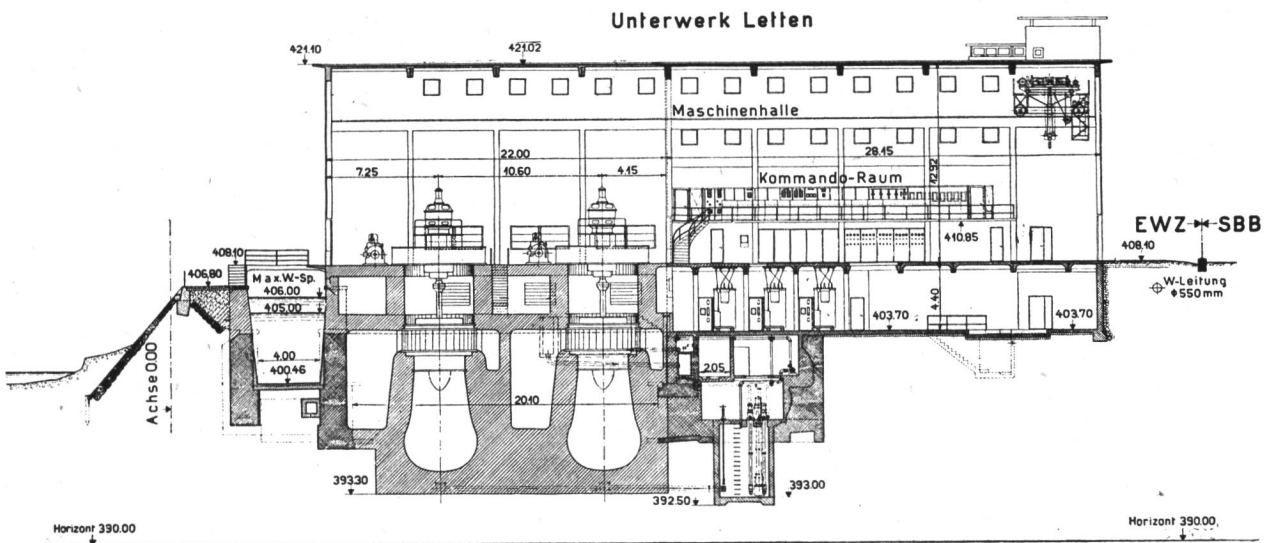 Unterwerk Letten
421.10
421.02
Maschinenhalle
22.00
28.15
7.25
10.60
4.15
12.92
Kommando-Raum
EWZ SBB
408.10
410.85
408.10
406.80
Max.W-Sp.
406.00
405.00
W-Leitung
ϕ550mm
4.40
403.70
403.70
4.00
400.46
2.05
Achse 0.00
20.10
393.30
392.50
393.00
Horizont 390.00
Horizont 390.00